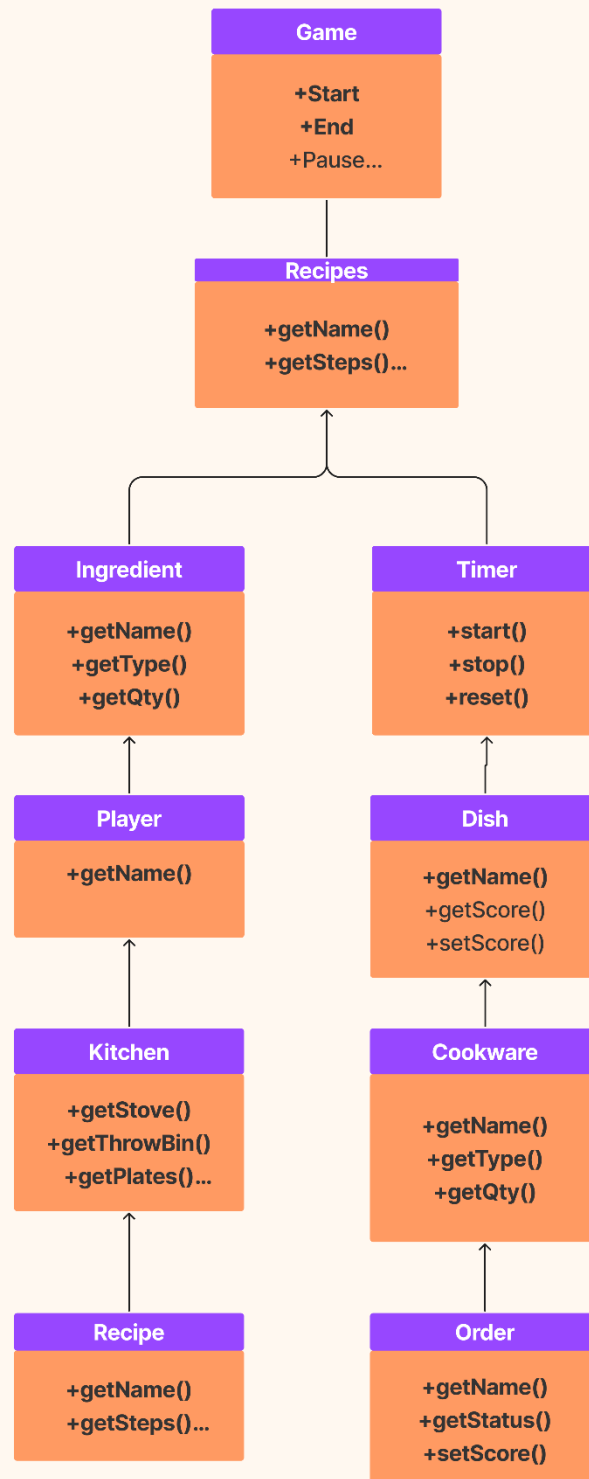 Game
+Start
+End
+Pause...
Recipes
+getName()
+getSteps()...
Ingredient
+getName()
+getType()
+getQty()
Timer
+start()
+stop()
+reset()
Player
+getName()
Dish
+getName()
+getScore()
+setScore()
Kitchen
+getStove()
+getThrowBin()
+getPlates()...
Cookware
+getName()
+getType()
+getQty()
Recipe
+getName()
+getSteps()...
Order
+getName()
+getStatus()
+setScore()